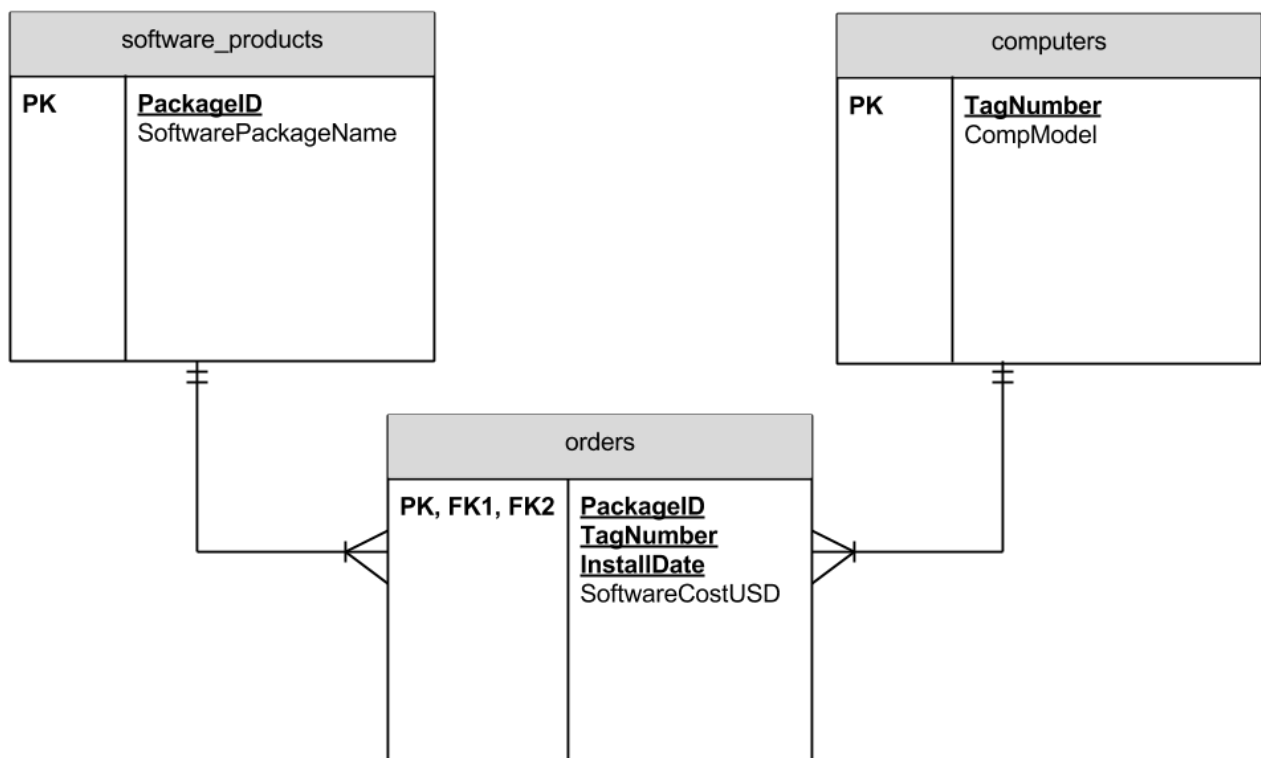 software_products
PK PackageID
SoftwarePackageName
computers
PK TagNumber
CompModel
orders
PK, FK1, FK2 PackageID
TagNumber
InstallDate
SoftwareCostUSD